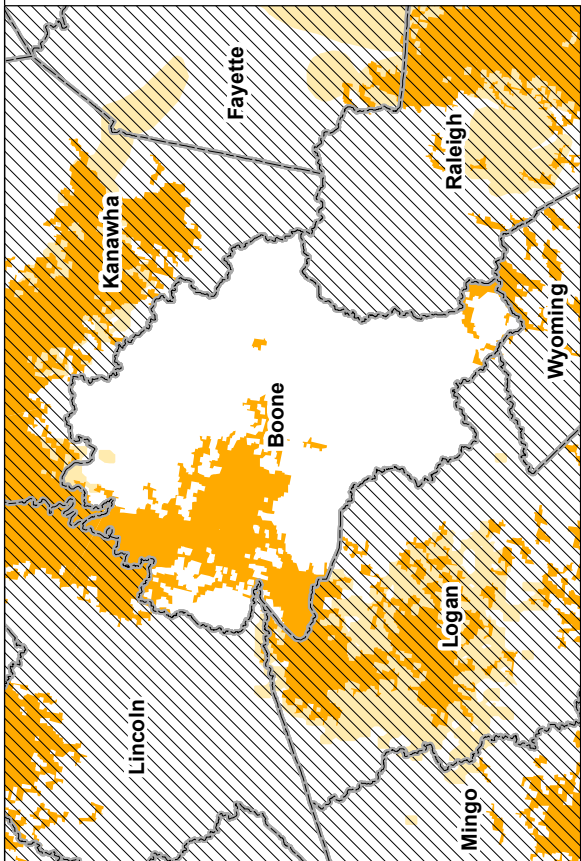 Fayette
Kanawha
Raleigh
Boone
Wyoming
Lincoln
Logan
Mingo